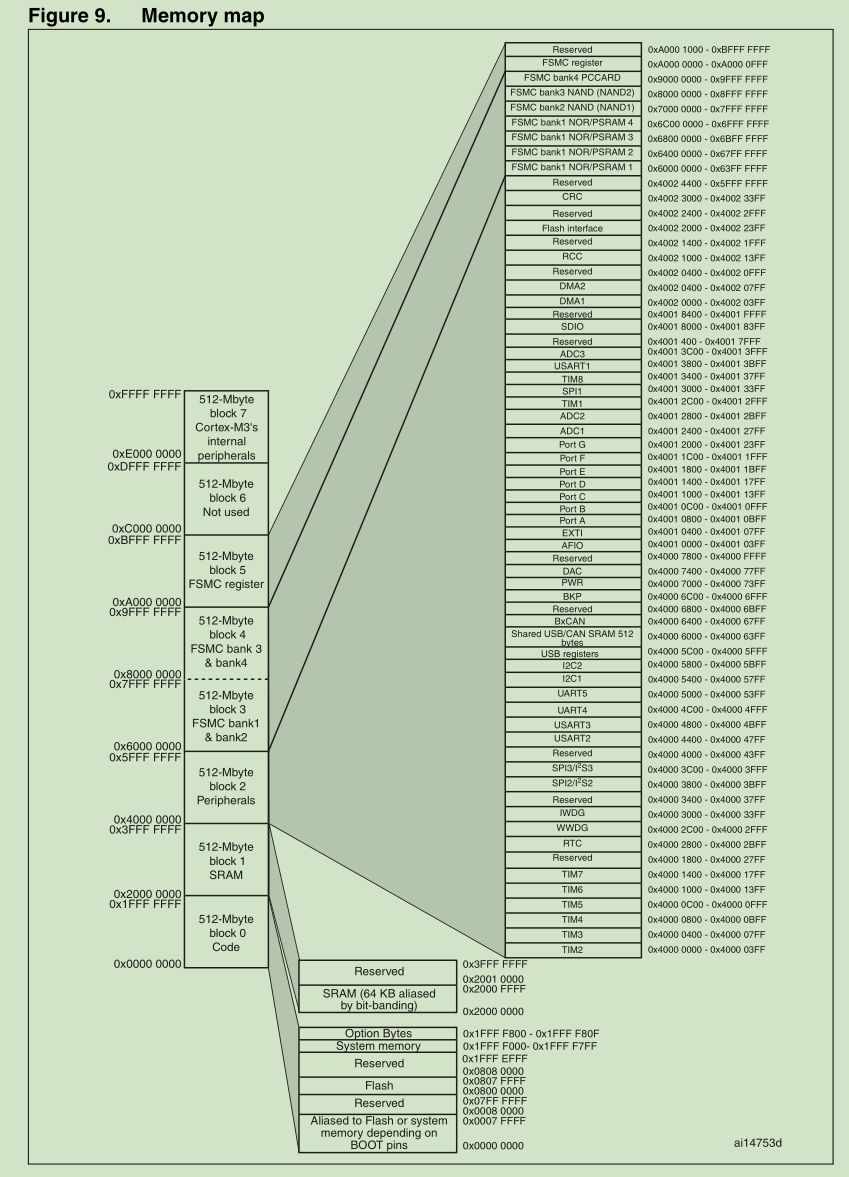 Figure 9. Memory map
Reserved 0xA000 1000 - 0xBFFF FFFF
FSMC register 0xA000 0000 - 0xA000 0FFF
FSMC bank4 PCCARD 0x9000 0000 - 0x9FFF FFFF
FSMC bank3 NAND (NAND2) 0x8000 0000 - 0x8FFF FFFF
FSMC bank2 NAND (NAND1) 0x7000 0000 - 0x7FFF FFFF
FSMC bank1 NOR/PSRAM 4 0x6C00 0000 - 0x6FFF FFFF
FSMC bank1 NOR/PSRAM 3 0x6800 0000 - 0x6BFF FFFF
FSMC bank1 NOR/PSRAM 2 0x6400 0000 - 0x67FF FFFF
FSMC bank1 NOR/PSRAM 1 0x6000 0000 - 0x63FF FFFF
Reserved 0x4002 4400 - 0x5FFF FFFF
CRC 0x4002 3000 - 0x4002 33FF
Reserved 0x4002 2400 - 0x4002 2FFF
Flash interface 0x4002 2000 - 0x4002 23FF
Reserved 0x4002 1400 - 0x4002 1FFF
RCC 0x4002 1000 - 0x4002 13FF
Reserved 0x4002 0400 - 0x4002 0FFF
DMA2 0x4002 0400 - 0x4002 07FF
DMA1 0x4002 0000 - 0x4002 03FF
Reserved 0x4001 8400 - 0x4001 FFFF
SDIO 0x4001 8000 - 0x4001 83FF
Reserved 0x4001 400 - 0x4001 7FFF
ADC3 0x4001 3C00 - 0x4001 3FFF
USART1 0x4001 3800 - 0x4001 3BFF
TIM8 0x4001 3400 - 0x4001 37FF
SPI1 0x4001 3000 - 0x4001 33FF
TIM1 0x4001 2C00 - 0x4001 2FFF
ADC2 0x4001 2800 - 0x4001 2BFF
ADC1 0x4001 2400 - 0x4001 27FF
Port G 0x4001 2000 - 0x4001 23FF
Port F 0x4001 1C00 - 0x4001 1FFF
Port E 0x4001 1800 - 0x4001 1BFF
Port D 0x4001 1400 - 0x4001 17FF
Port C 0x4001 1000 - 0x4001 13FF
Port B 0x4001 0C00 - 0x4001 0FFF
Port A 0x4001 0800 - 0x4001 0BFF
EXTI 0x4001 0400 - 0x4001 07FF
AFIO 0x4001 0000 - 0x4001 03FF
Reserved 0x4000 7800 - 0x4000 FFFF
DAC 0x4000 7400 - 0x4000 77FF
PWR 0x4000 7000 - 0x4000 73FF
BKP 0x4000 6C00 - 0x4000 6FFF
Reserved 0x4000 6800 - 0x4000 6BFF
BxCAN 0x4000 6400 - 0x4000 67FF
Shared USB/CAN SRAM 512 0x4000 6000 - 0x4000 63FF
bytes
USB registers 0x4000 5C00 - 0x4000 5FFF
I2C2 0x4000 5800 - 0x4000 5BFF
I2C1 0x4000 5400 - 0x4000 57FF
UART5 0x4000 5000 - 0x4000 53FF
UART4 0x4000 4C00 - 0x4000 4FFF
USART3 0x4000 4800 - 0x4000 4BFF
USART2 0x4000 4400 - 0x4000 47FF
Reserved 0x4000 4000 - 0x4000 43FF
SPI3/I²S3 0x4000 3C00 - 0x4000 3FFF
SPI2/I²S2 0x4000 3800 - 0x4000 3BFF
Reserved 0x4000 3400 - 0x4000 37FF
IWDG 0x4000 3000 - 0x4000 33FF
WWDG 0x4000 2C00 - 0x4000 2FFF
RTC 0x4000 2800 - 0x4000 2BFF
Reserved 0x4000 1800 - 0x4000 27FF
TIM7 0x4000 1400 - 0x4000 17FF
TIM6 0x4000 1000 - 0x4000 13FF
TIM5 0x4000 0C00 - 0x4000 0FFF
TIM4 0x4000 0800 - 0x4000 0BFF
TIM3 0x4000 0400 - 0x4000 07FF
TIM2 0x4000 0000 - 0x4000 03FF
0xFFFF FFFF
512-Mbyte
block 7
Cortex-M3's
internal
peripherals
0xE000 0000
0xDFFF FFFF
512-Mbyte
block 6
Not used
0xC000 0000
0xBFFF FFFF
512-Mbyte
block 5
FSMC register
0xA000 0000
0x9FFF FFFF
512-Mbyte
block 4
FSMC bank 3
& bank4
0x8000 0000
0x7FFF FFFF
512-Mbyte
block 3
FSMC bank1
& bank2
0x6000 0000
0x5FFF FFFF
512-Mbyte
block 2
Peripherals
0x4000 0000
0x3FFF FFFF
512-Mbyte
block 1
SRAM
0x2000 0000
0x1FFF FFFF
512-Mbyte
block 0
Code
0x0000 0000
0x3FFF FFFF
Reserved
0x2001 0000
0x2000 FFFF
SRAM (64 KB aliased
by bit-banding)
0x2000 0000
Option Bytes 0x1FFF F800 - 0x1FFF F80F
System memory 0x1FFF F000- 0x1FFF F7FF
0x1FFF EFFF
Reserved
0x0808 0000
0x0807 FFFF
Flash
0x0800 0000
0x07FF FFFF
Reserved
0x0008 0000
0x0007 FFFF
Aliased to Flash or system
memory depending on
BOOT pins
0x0000 0000
ai14753d